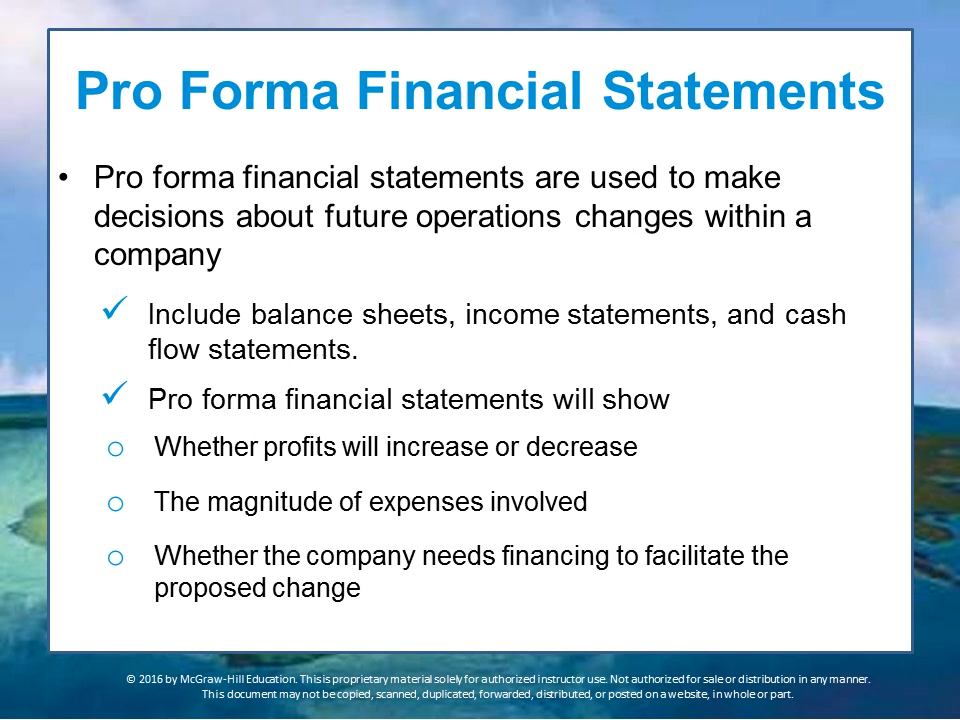 Pro Forma Financial Statements
• Pro forma financial statements are used to make
decisions about future operations changes within a
company
✓ Include balance sheets, income statements, and cash
flow statements.
✓ Pro forma financial statements will show
o Whether profits will increase or decrease
o The magnitude of expenses involved
o Whether the company needs financing to facilitate the
proposed change
© 2016 by McGraw-Hill Education. This is proprietary material solely for authorized instructor use. Not authorized for sale or distribution in any manner.
This document may not be copied, scanned, duplicated, forwarded, distributed, or posted on a website, in whole or part.